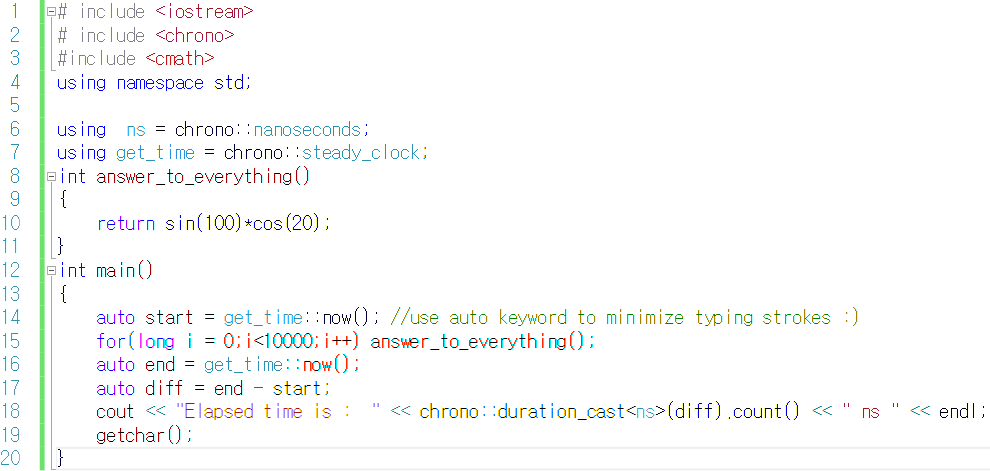 1 # include <iostream>
2 # include <chrono>
3 #include <cmath>
4 using namespace std;
5
6 using  ns = chrono::nanoseconds;
7 using get_time = chrono::steady_clock;
8 int answer_to_everything()
9 {
10     return sin(100)*cos(20);
11 }
12 int main()
13 {
14     auto start = get_time::now(); //use auto keyword to minimize typing strokes :)
15     for(long i = 0;i<10000;i++) answer_to_everything();
16     auto end = get_time::now();
17     auto diff = end - start;
18     cout << "Elapsed time is :  " << chrono::duration_cast<ns>(diff).count() << " ns " << endl;
19     getchar();
20 }